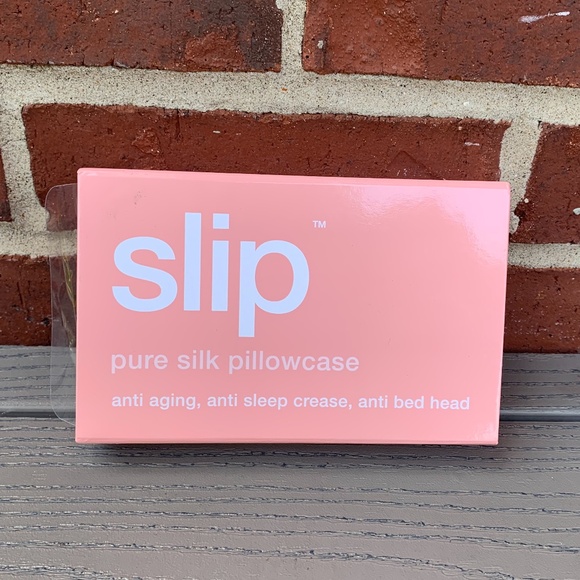 slip™
pure silk pillowcase
anti aging, anti sleep crease, anti bed head